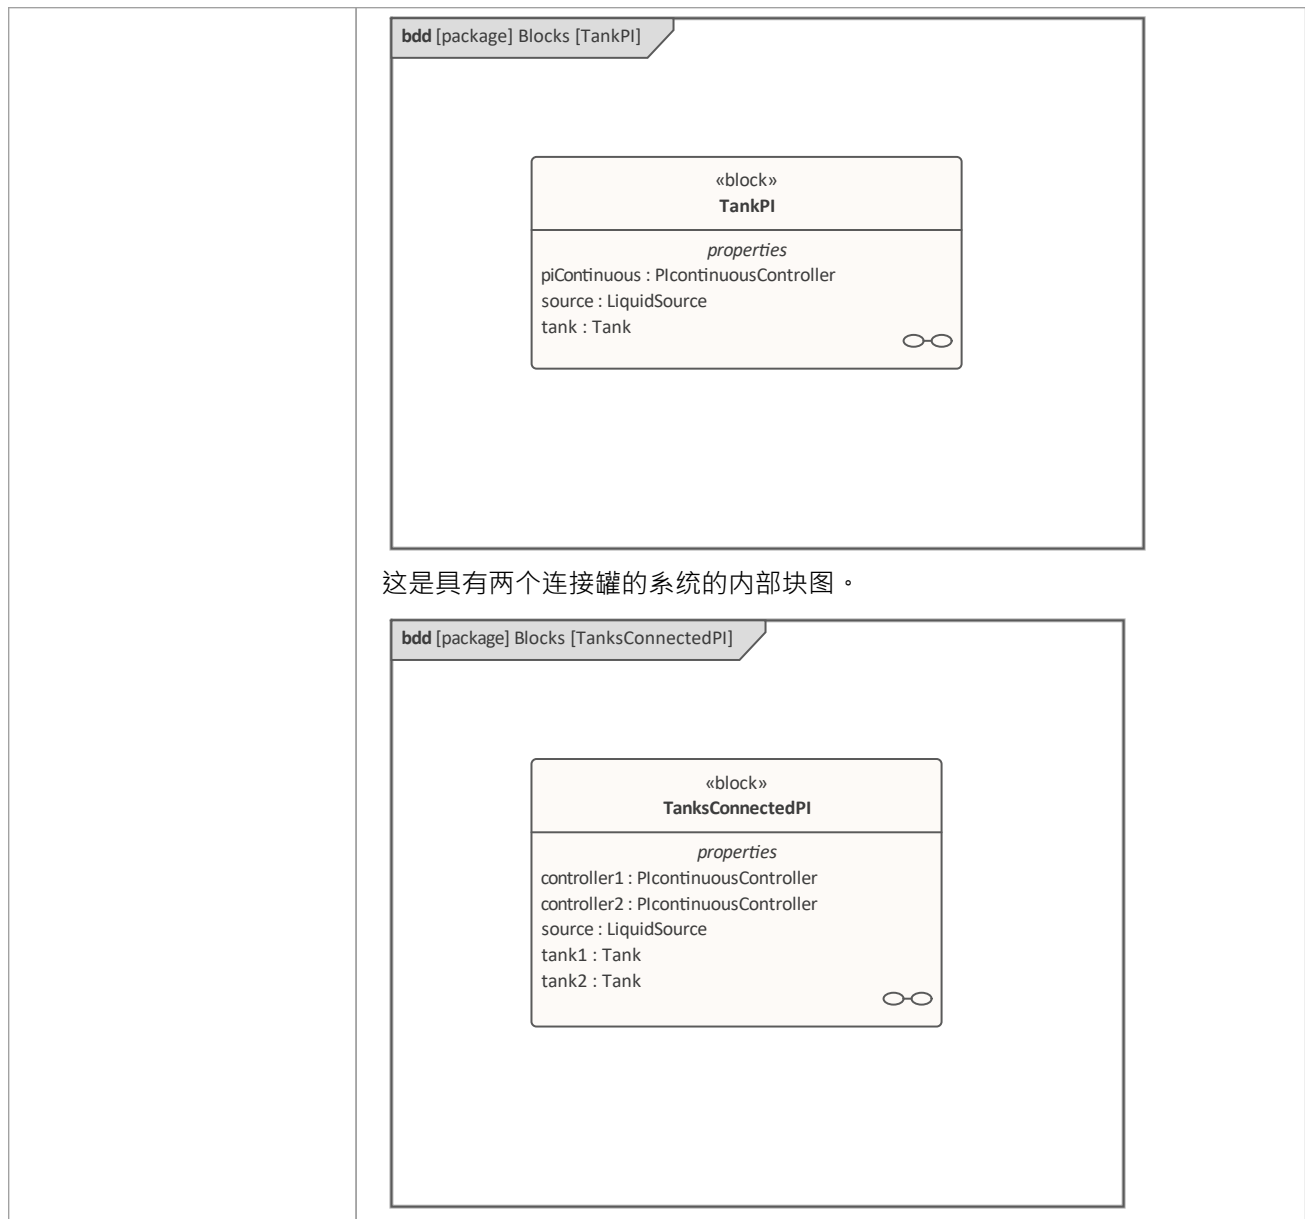 bdd [package] Blocks [TankPI]
«block»
TankPI
properties
piContinuous : PIcontinuousController
source : LiquidSource
tank : Tank
这是具有两个连接罐的系统的内部块图。
bdd [package] Blocks [TanksConnectedPI]
«block»
TanksConnectedPI
properties
controller1 : PIcontinuousController
controller2 : PIcontinuousController
source : LiquidSource
tank1 : Tank
tank2 : Tank